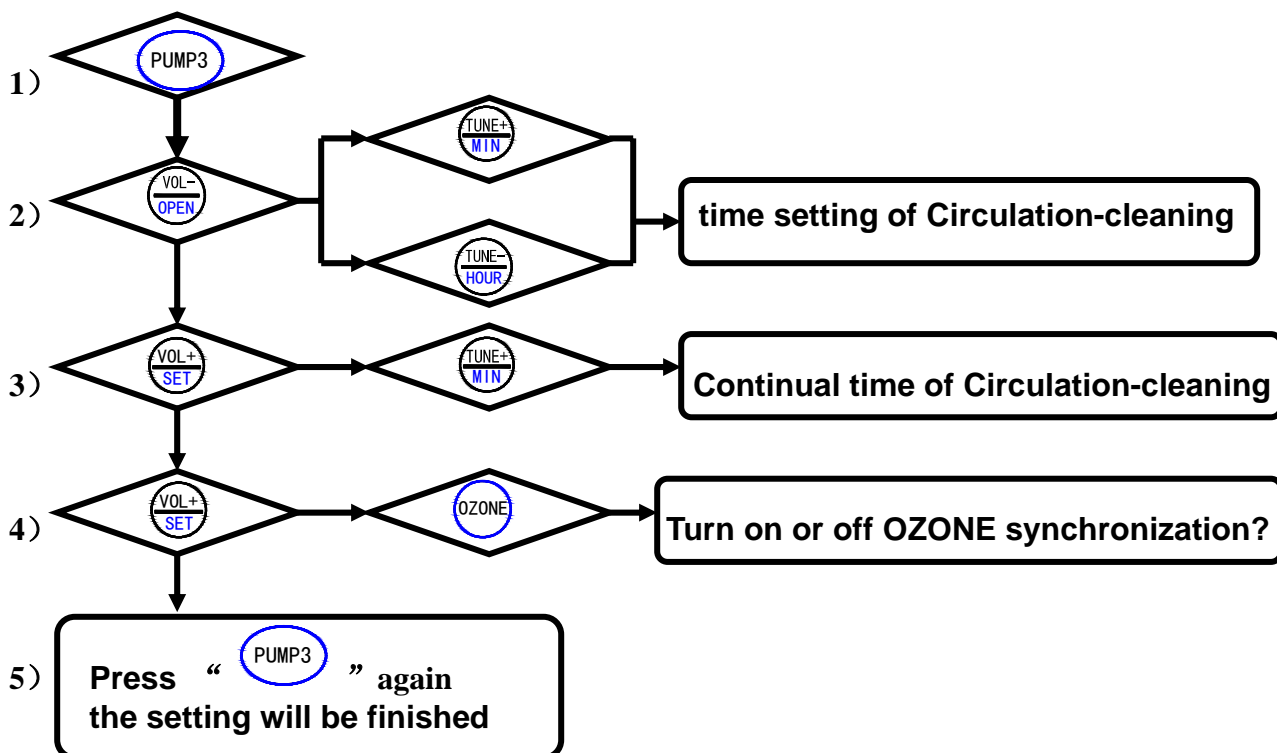 1） PUMP3
2） VOL- OPEN
TUNE+ MIN
TUNE- HOUR
time setting of Circulation-cleaning
3） VOL+ SET
TUNE+ MIN
Continual time of Circulation-cleaning
4） VOL+ SET
OZONE
Turn on or off OZONE synchronization?
5） Press “ PUMP3 ” again
the setting will be finished